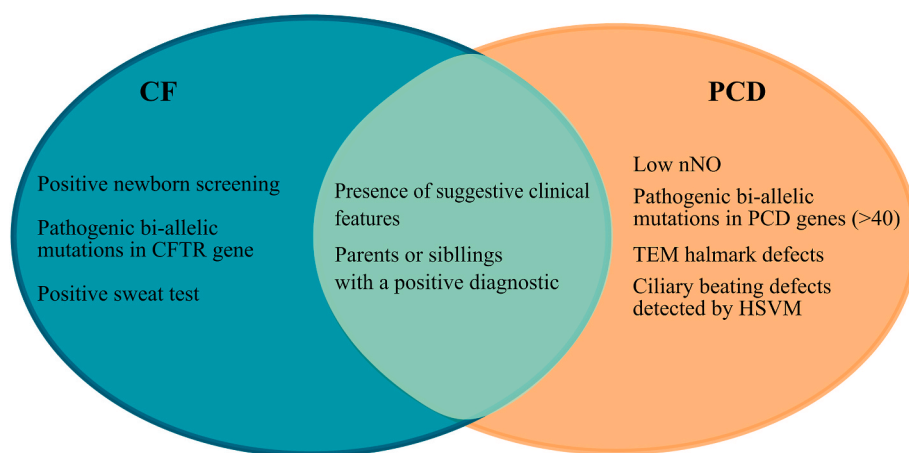 CF
Positive newborn screening
Pathogenic bi-allelic
mutations in CFTR gene
Positive sweat test
Presence of suggestive clinical
features
Parents or sibllings
with a positive diagnostic
PCD
Low nNO
Pathogenic bi-allelic
mutations in PCD genes (>40)
TEM halmark defects
Ciliary beating defects
detected by HSVM